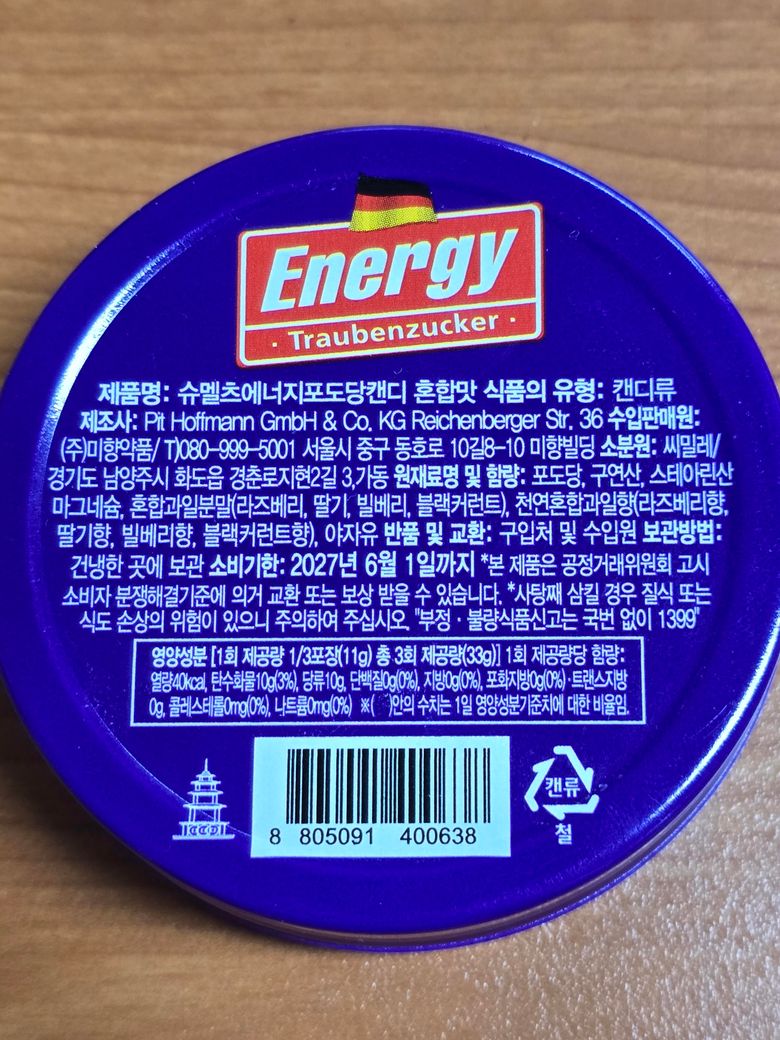 Energy
· Traubenzucker ·
제품명: 슈멜츠에너지포도당캔디 혼합맛 식품의 유형: 캔디류
제조사: Pit Hoffmann GmbH & Co. KG Reichenberger Str. 36 수입판매원:
(주)미향약품/ T)080-999-5001 서울시 중구 동호로 10길8-10 미향빌딩 소분원: 씨밀레/
경기도 남양주시 화도읍 경춘로지현2길 3,가동 원재료명 및 함량: 포도당, 구연산, 스테아린산
마그네슘, 혼합과일분말(라즈베리, 딸기, 빌베리, 블랙커런트), 천연혼합과일향(라즈베리향,
딸기향, 빌베리향, 블랙커런트향), 야자유 반품 및 교환: 구입처 및 수입원 보관방법:
건냉한 곳에 보관 소비기한: 2027년 6월 1일까지 *본 제품은 공정거래위원회 고시
소비자 분쟁해결기준에 의거 교환 또는 보상 받을 수 있습니다. *사탕째 삼킬 경우 질식 또는
식도 손상의 위험이 있으니 주의하여 주십시오. "부정 · 불량식품신고는 국번 없이 1399"
영양성분 [1회 제공량 1/3포장(11g) 총 3회 제공량(33g)] 1회 제공량당 함량:
열량40kcal, 탄수화물10g(3%), 당류10g, 단백질0g(0%), 지방0g(0%), 포화지방0g(0%)·트랜스지방
0g, 콜레스테롤0mg(0%), 나트륨0mg(0%) ※( )안의 수치는 1일 영양성분기준치에 대한 비율임.
8 805091 400638
캔류
철
ICCDI